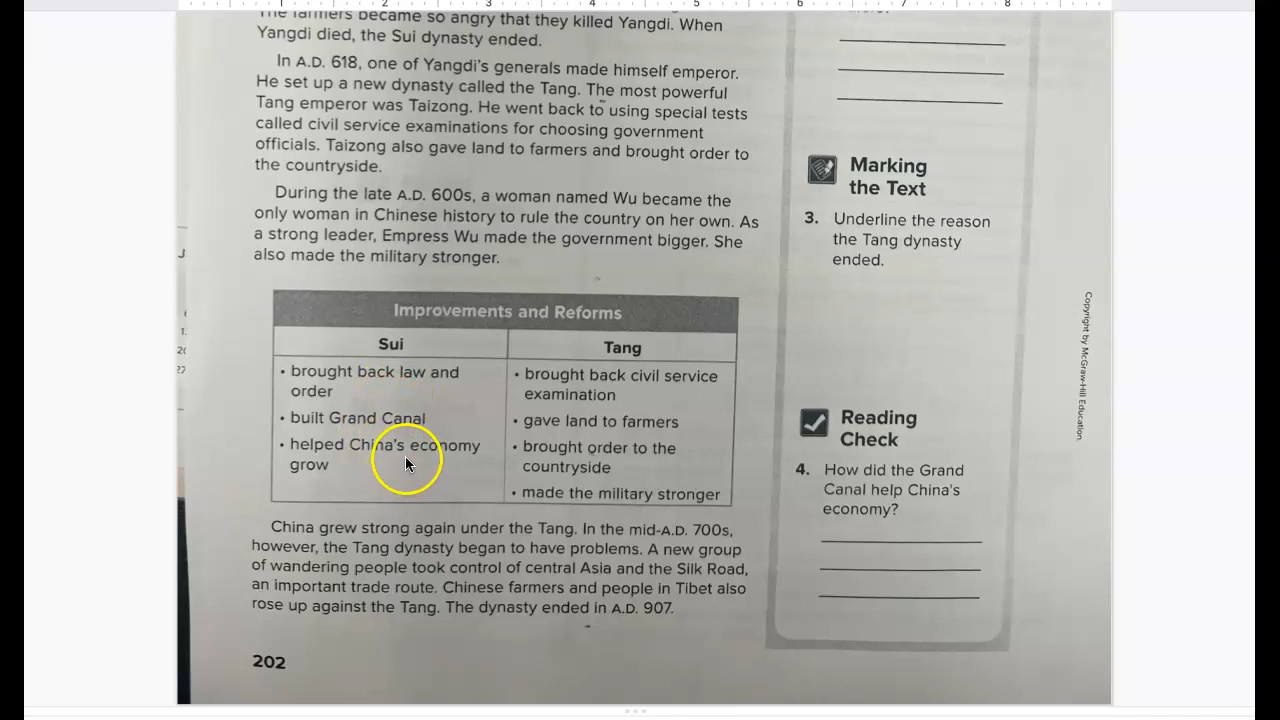 1 2 3 4 5 6 7 8
The farmers became so angry that they killed Yangdi. When
Yangdi died, the Sui dynasty ended.
In A.D. 618, one of Yangdi's generals made himself emperor.
He set up a new dynasty called the Tang. The most powerful
Tang emperor was Taizong. He went back to using special tests
called civil service examinations for choosing government
officials. Taizong also gave land to farmers and brought order to
the countryside.
During the late A.D. 600s, a woman named Wu became the
only woman in Chinese history to rule the country on her own. As
a strong leader, Empress Wu made the government bigger. She
also made the military stronger.
Improvements and Reforms
Sui
• brought back law and
order
• built Grand Canal
• helped China's economy
grow
Tang
• brought back civil service
examination
• gave land to farmers
• brought order to the
countryside
• made the military stronger
China grew strong again under the Tang. In the mid-A.D. 700s,
however, the Tang dynasty began to have problems. A new group
of wandering people took control of central Asia and the Silk Road,
an important trade route. Chinese farmers and people in Tibet also
rose up against the Tang. The dynasty ended in A.D. 907.
202
Marking
the Text
3. Underline the reason
the Tang dynasty
ended.
Reading
Check
4. How did the Grand
Canal help China's
economy?
Copyright by McGraw-Hill Education.